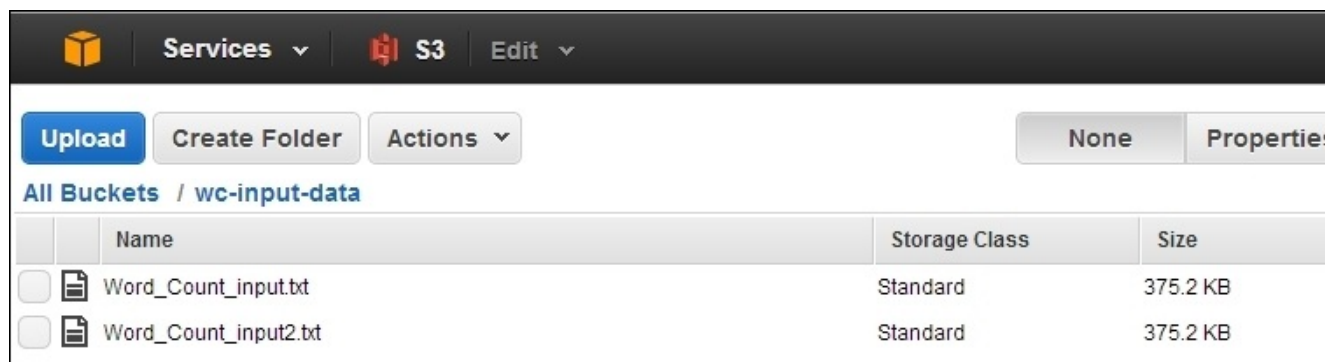 Services S3 Edit
Upload Create Folder Actions None Properties
All Buckets / wc-input-data
Name Storage Class Size
Word_Count_input.txt Standard 375.2 KB
Word_Count_input2.txt Standard 375.2 KB